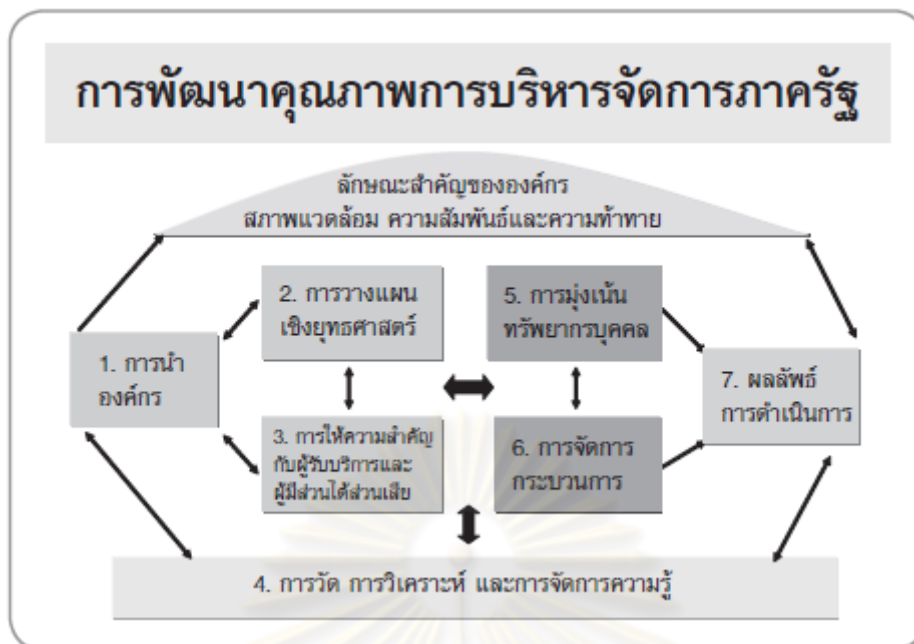 การพัฒนาคุณภาพการบริหารจัดการภาครัฐ
ลักษณะสำคัญขององค์กร
สภาพแวดล้อม ความสัมพันธ์และความท้าทาย
1. การนำ
องค์กร
2. การวางแผน
เชิงยุทธศาสตร์
3. การให้ความสำคัญ
กับผู้รับบริการและ
ผู้มีส่วนได้ส่วนเสีย
5. การมุ่งเน้น
ทรัพยากรบุคคล
6. การจัดการ
กระบวนการ
7. ผลลัพธ์
การดำเนินการ
4. การวัด การวิเคราะห์ และการจัดการความรู้